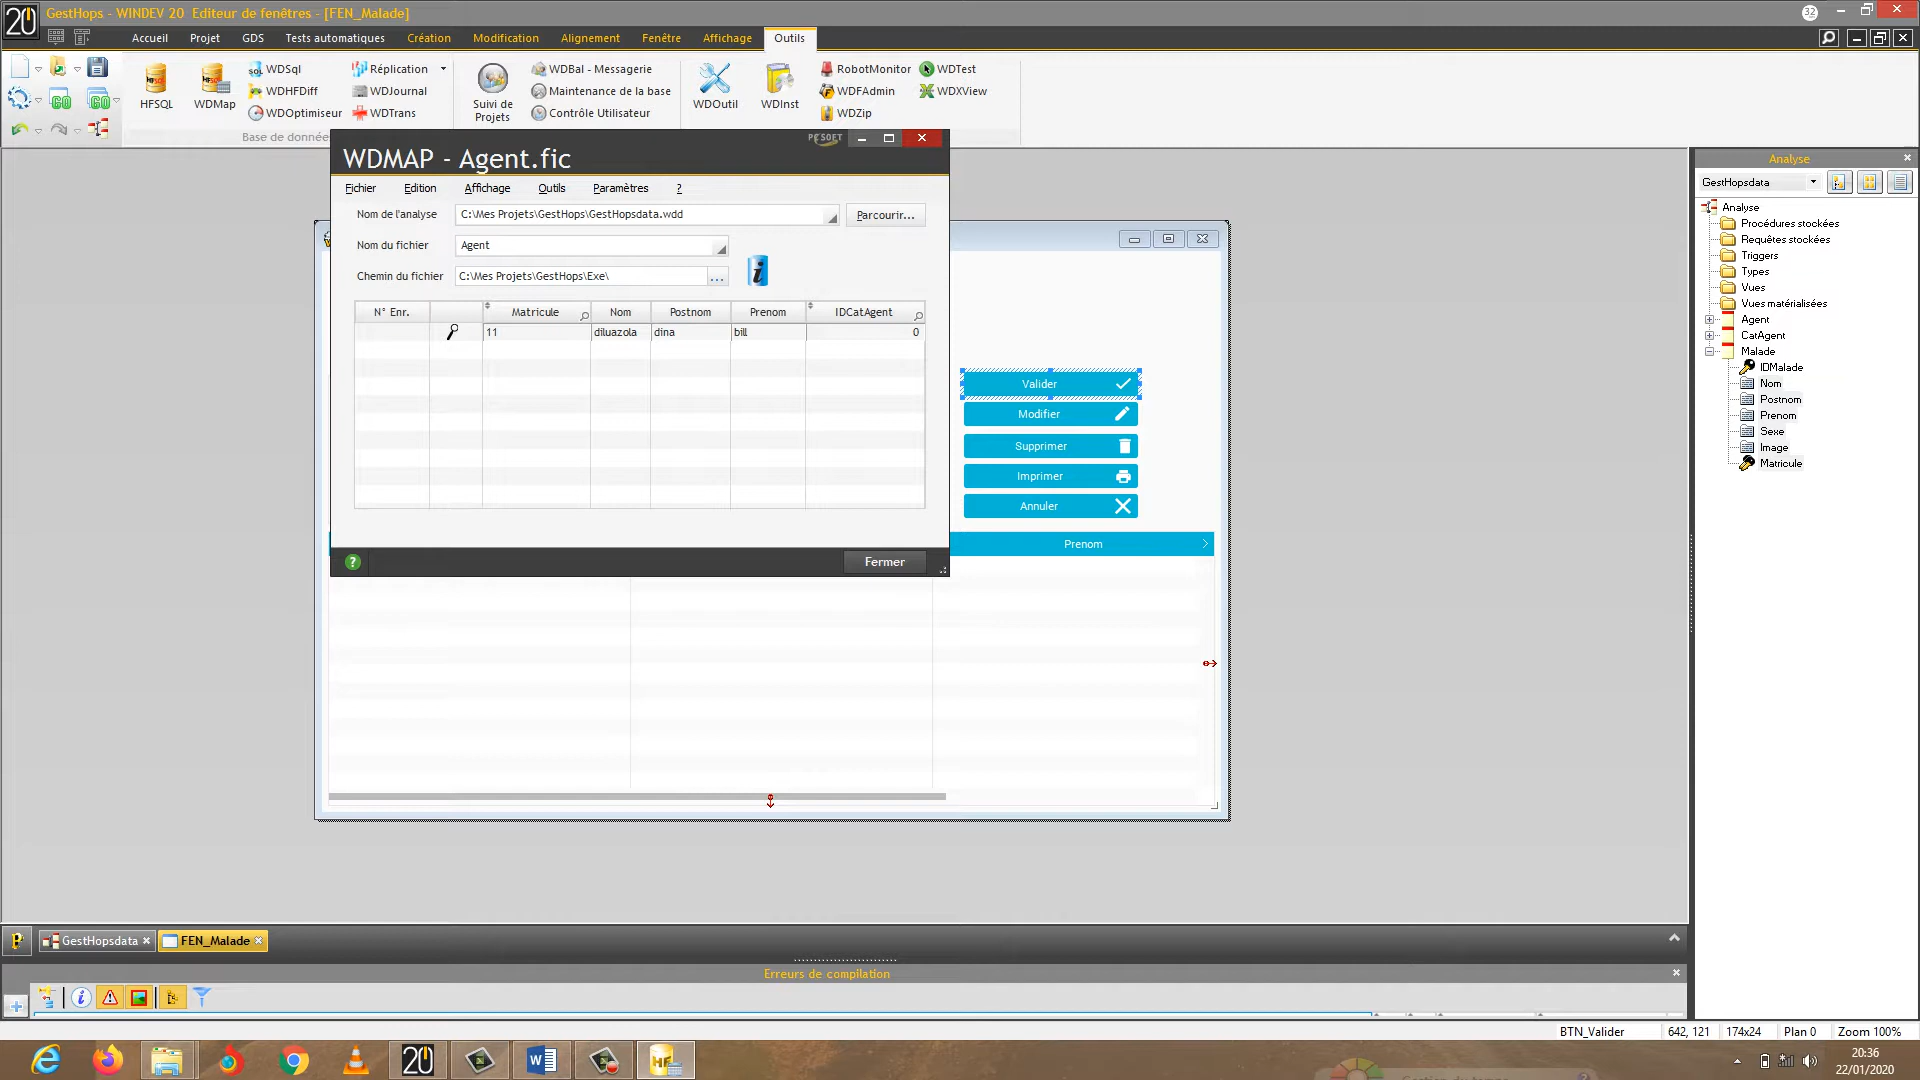 20 GestHops - WINDEV 20 Editeur de fenêtres - [FEN_Malade] 32
Accueil Projet GDS Tests automatiques Création Modification Alignement Fenêtre Affichage Outils
WDSql Réplication WDBal - Messagerie RobotMonitor WDTest
HFSQL WDMap WDHFDiff WDJournal Suivi de Projets Maintenance de la base WDOutil WDInst WDFAdmin WDXView
WDOptimiseur WDTrans Contrôle Utilisateur WDZip
Base de donnée
PCSOFT
WDMAP - Agent.fic
Fichier Edition Affichage Outils Paramètres ?
Nom de l'analyse C:\Mes Projets\GestHops\GestHopsdata.wdd Parcourir...
Nom du fichier Agent
Chemin du fichier C:\Mes Projets\GestHops\Exe\ ...
N° Enr. Matricule Nom Postnom Prenom IDCatAgent
11 diluazola dina bill 0
? Fermer
Valider
Modifier
Supprimer
Imprimer
Annuler
Prenom
Analyse
GestHopsdata
Analyse
Procédures stockées
Requêtes stockées
Triggers
Types
Vues
Vues matérialisées
Agent
CatAgent
Malade
IDMalade
Nom
Postnom
Prenom
Sexe
Image
Matricule
GestHopsdata FEN_Malade
Erreurs de compilation
BTN_Valider 642, 121 174x24 Plan 0 Zoom 100%
20:36
22/01/2020